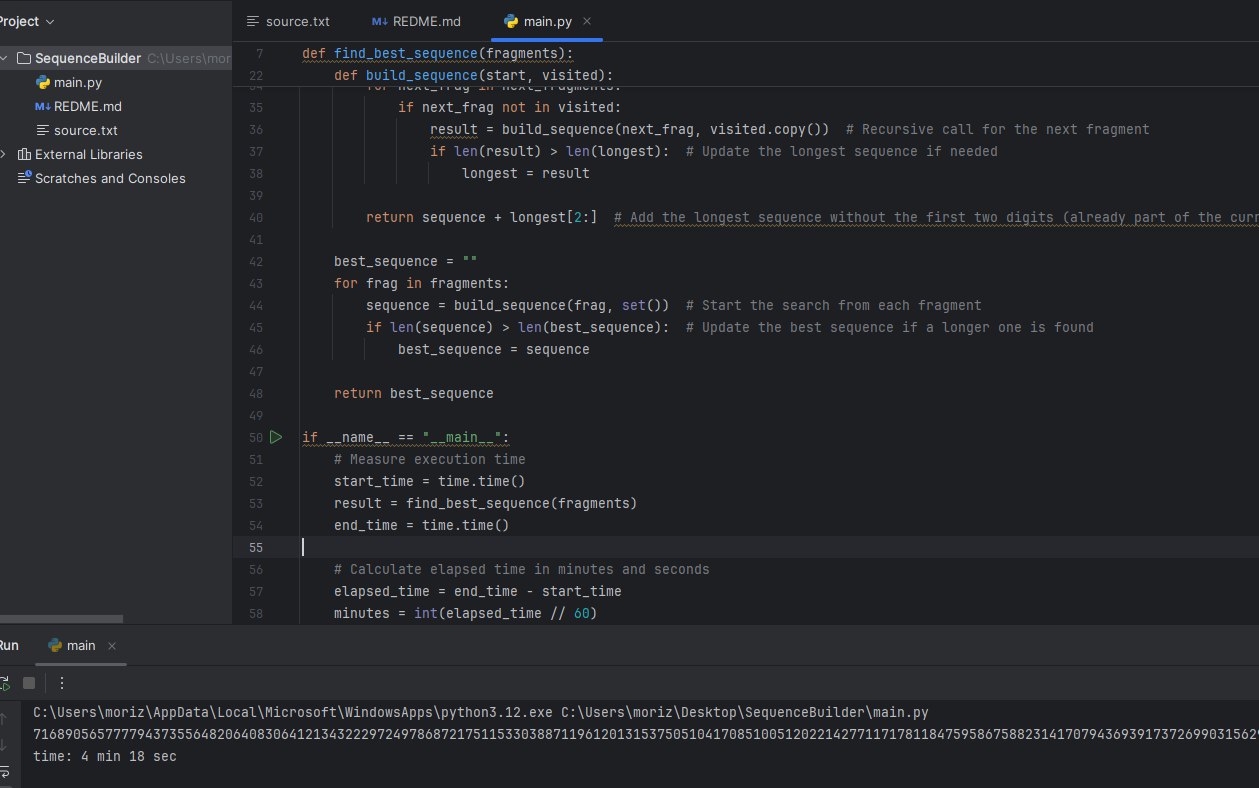 Project
source.txt
REDME.md
main.py
SequenceBuilder C:\Users\mor
main.py
REDME.md
source.txt
External Libraries
Scratches and Consoles
7 def find_best_sequence(fragments):
22 def build_sequence(start, visited):
34 for next_frag in next_fragments:
35 if next_frag not in visited:
36 result = build_sequence(next_frag, visited.copy()) # Recursive call for the next fragment
37 if len(result) > len(longest): # Update the longest sequence if needed
38 longest = result
39
40 return sequence + longest[2:] # Add the longest sequence without the first two digits (already part of the curr
41
42 best_sequence = ""
43 for frag in fragments:
44 sequence = build_sequence(frag, set()) # Start the search from each fragment
45 if len(sequence) > len(best_sequence): # Update the best sequence if a longer one is found
46 best_sequence = sequence
47
48 return best_sequence
49
50 if __name__ == "__main__":
51 # Measure execution time
52 start_time = time.time()
53 result = find_best_sequence(fragments)
54 end_time = time.time()
55
56 # Calculate elapsed time in minutes and seconds
57 elapsed_time = end_time - start_time
58 minutes = int(elapsed_time // 60)
Run
main
C:\Users\moriz\AppData\Local\Microsoft\WindowsApps\python3.12.exe C:\Users\moriz\Desktop\SequenceBuilder\main.py
time: 4 min 18 sec